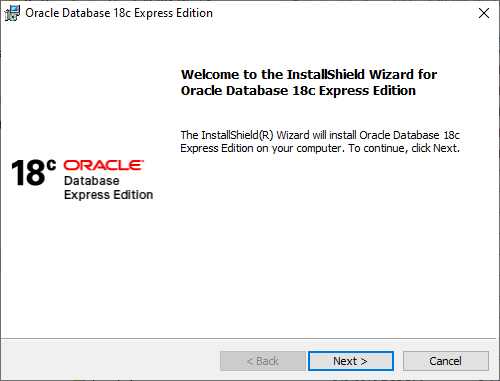 Oracle Database 18c Express Edition
Welcome to the InstallShield Wizard for
Oracle Database 18c Express Edition
The InstallShield(R) Wizard will install Oracle Database 18c
Express Edition on your computer. To continue, click Next.
18c ORACLE
Database
Express Edition
< Back
Next >
Cancel